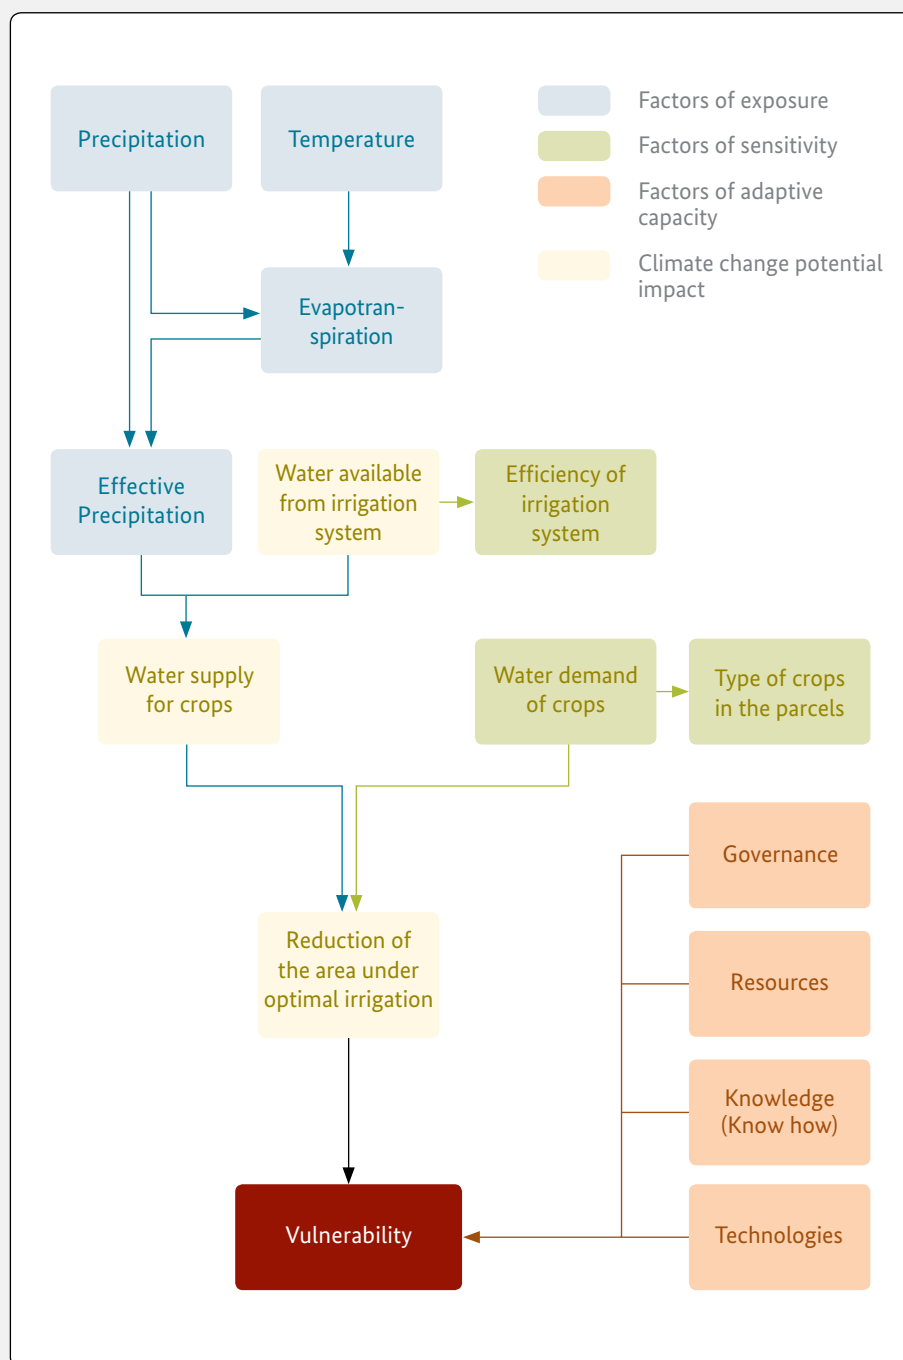 Precipitation
Temperature
Factors of exposure
Factors of sensitivity
Factors of adaptive
capacity
Climate change potential
impact
Evapotran-
spiration
Effective
Precipitation
Water available
from irrigation
system
Efficiency of
irrigation
system
Water supply
for crops
Water demand
of crops
Type of crops
in the parcels
Governance
Reduction of
the area under
optimal irrigation
Resources
Knowledge
(Know how)
Vulnerability
Technologies